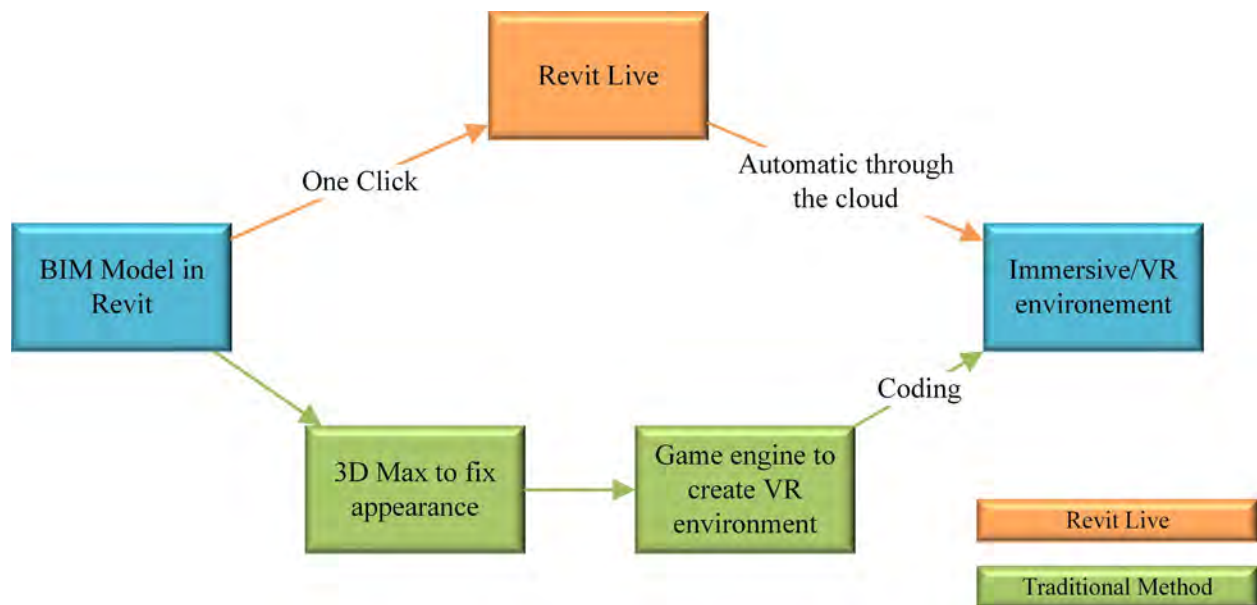 Revit Live
One Click
Automatic through
the cloud
BIM Model in
Revit
Immersive/VR
environement
Coding
3D Max to fix
appearance
Game engine to
create VR
environment
Revit Live
Traditional Method